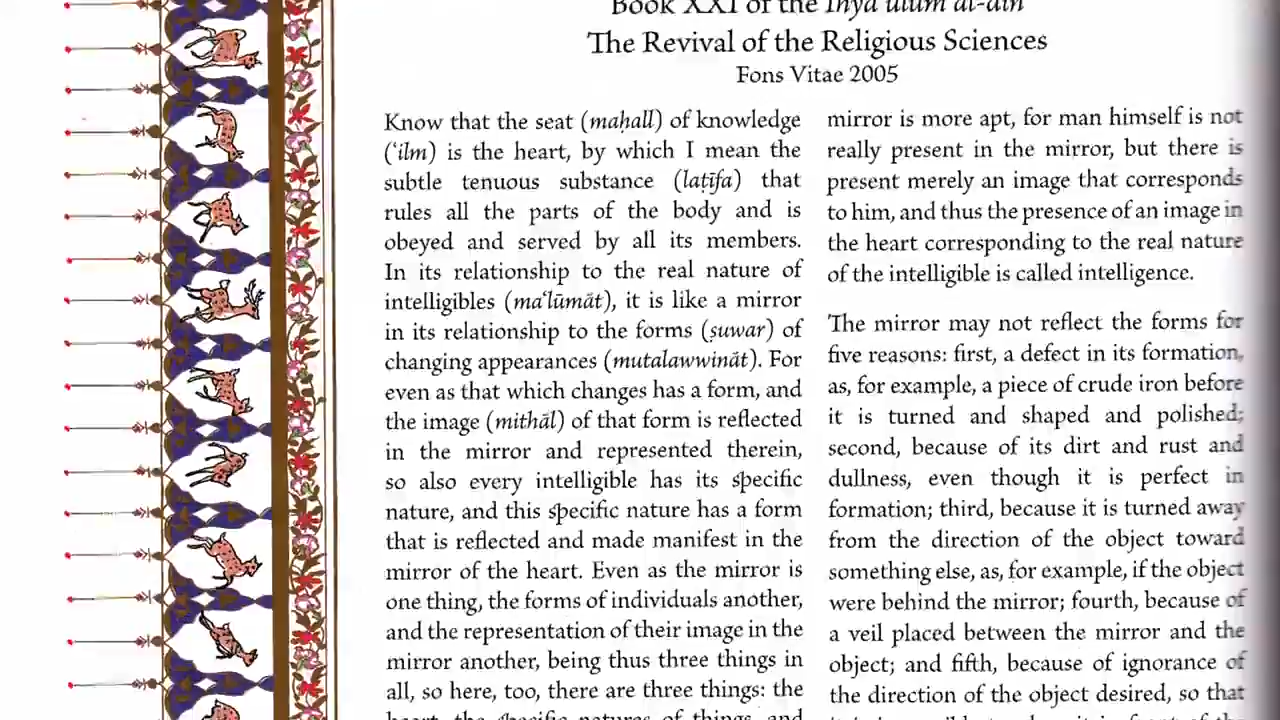 Book XXI of the Ihya ulum al-din
The Revival of the Religious Sciences
Fons Vitae 2005
Know that the seat (maḥall) of knowledge
(ʿilm) is the heart, by which I mean the
subtle tenuous substance (laṭīfa) that
rules all the parts of the body and is
obeyed and served by all its members.
In its relationship to the real nature of
intelligibles (maʿlūmāt), it is like a mirror
in its relationship to the forms (ṣuwar) of
changing appearances (mutalawwināt). For
even as that which changes has a form, and
the image (mithāl) of that form is reflected
in the mirror and represented therein,
so also every intelligible has its specific
nature, and this specific nature has a form
that is reflected and made manifest in the
mirror of the heart. Even as the mirror is
one thing, the forms of individuals another,
and the representation of their image in the
mirror another, being thus three things in
all, so here, too, there are three things: the
heart, the specific natures of things, and
mirror is more apt, for man himself is not
really present in the mirror, but there is
present merely an image that corresponds
to him, and thus the presence of an image in
the heart corresponding to the real nature
of the intelligible is called intelligence.
The mirror may not reflect the forms for
five reasons: first, a defect in its formation,
as, for example, a piece of crude iron before
it is turned and shaped and polished;
second, because of its dirt and rust and
dullness, even though it is perfect in
formation; third, because it is turned away
from the direction of the object toward
something else, as, for example, if the object
were behind the mirror; fourth, because of
a veil placed between the mirror and the
object; and fifth, because of ignorance of
the direction of the object desired, so that